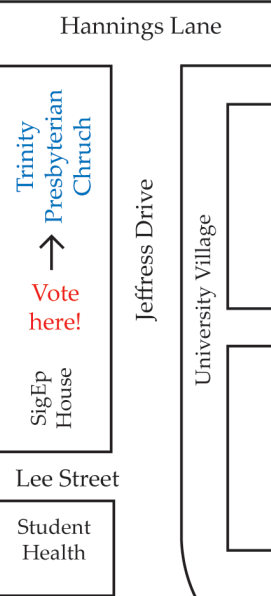 Hannings Lane
Trinity
Presbyterian
Chruch
Vote
here!
Jeffress Drive
University Village
SigEp
House
Lee Street
Student
Health